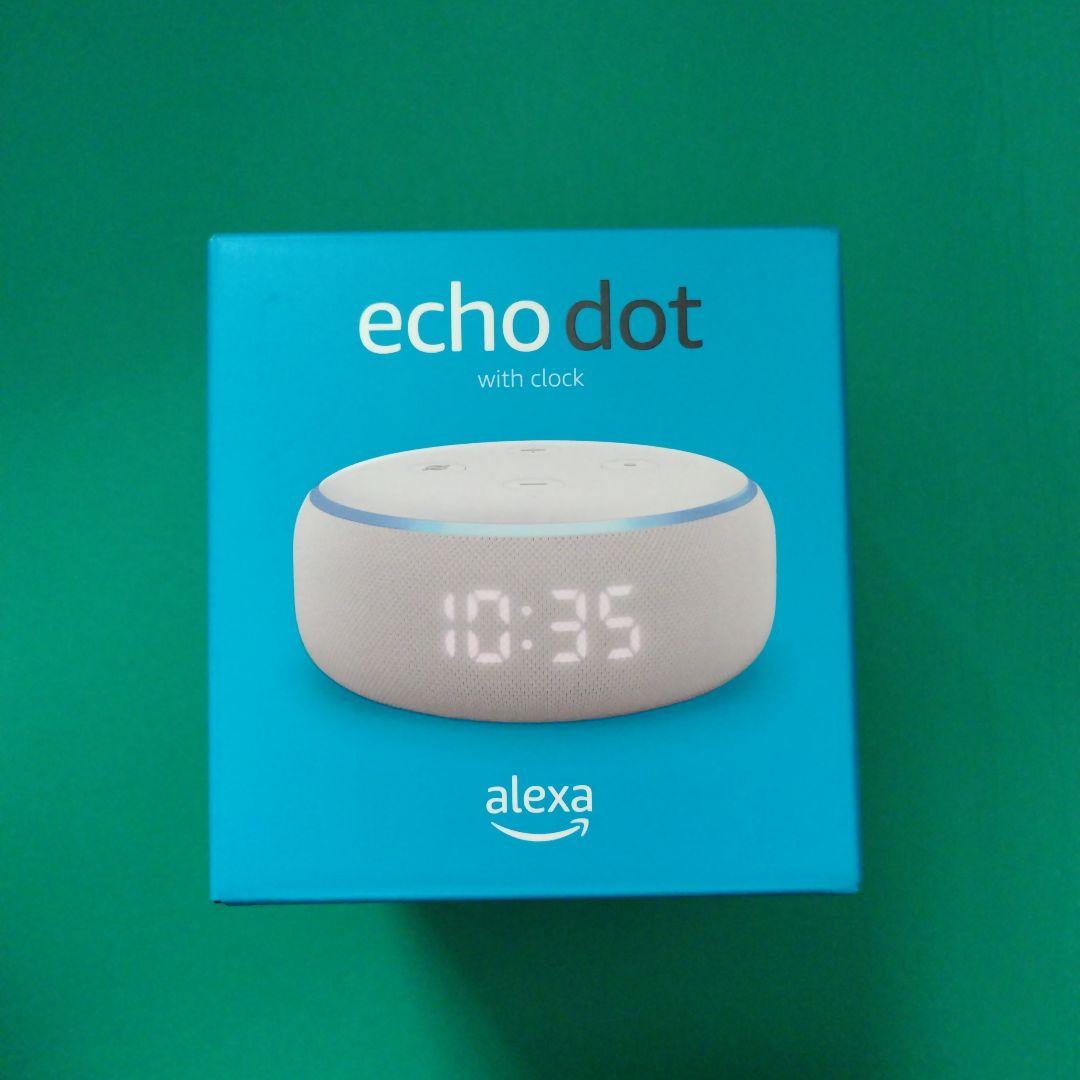 echo dot
with clock
10:35
alexa